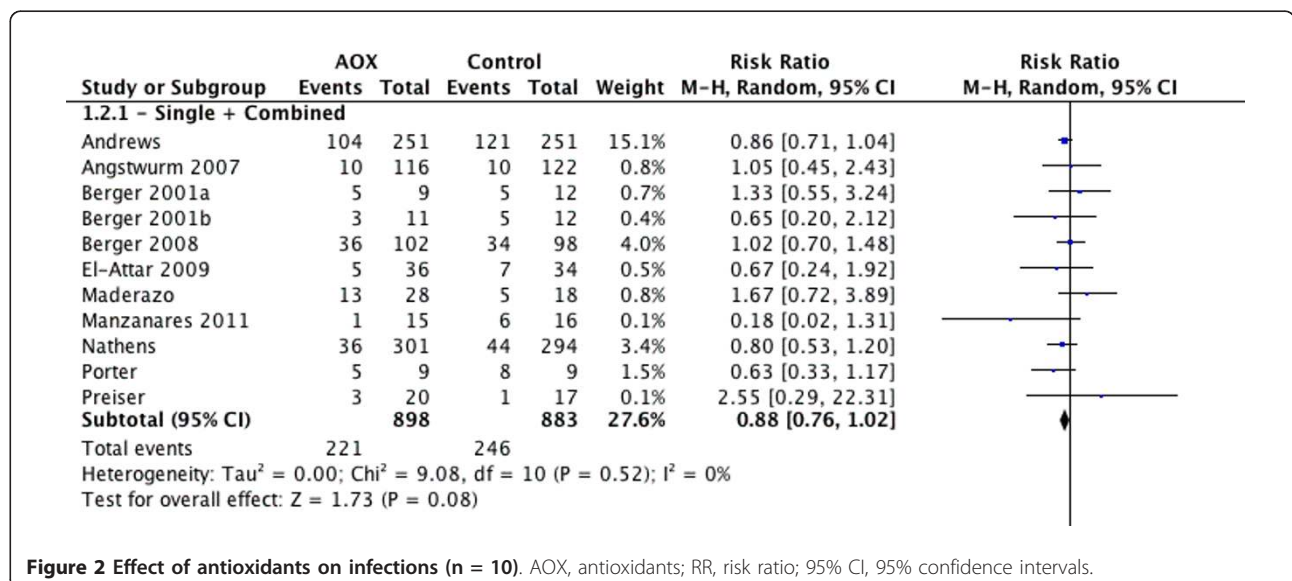 AOX Control Risk Ratio Risk Ratio
Study or Subgroup Events Total Events Total Weight M-H, Random, 95% CI M-H, Random, 95% CI
1.2.1 - Single + Combined
Andrews 104 251 121 251 15.1% 0.86 [0.71, 1.04]
Angstwurm 2007 10 116 10 122 0.8% 1.05 [0.45, 2.43]
Berger 2001a 5 9 5 12 0.7% 1.33 [0.55, 3.24]
Berger 2001b 3 11 5 12 0.4% 0.65 [0.20, 2.12]
Berger 2008 36 102 34 98 4.0% 1.02 [0.70, 1.48]
El-Attar 2009 5 36 7 34 0.5% 0.67 [0.24, 1.92]
Maderazo 13 28 5 18 0.8% 1.67 [0.72, 3.89]
Manzanares 2011 1 15 6 16 0.1% 0.18 [0.02, 1.31]
Nathens 36 301 44 294 3.4% 0.80 [0.53, 1.20]
Porter 5 9 8 9 1.5% 0.63 [0.33, 1.17]
Preiser 3 20 1 17 0.1% 2.55 [0.29, 22.31]
Subtotal (95% CI) 898 883 27.6% 0.88 [0.76, 1.02]
Total events 221 246
Heterogeneity: Tau² = 0.00; Chi² = 9.08, df = 10 (P = 0.52); I² = 0%
Test for overall effect: Z = 1.73 (P = 0.08)
Figure 2 Effect of antioxidants on infections (n = 10). AOX, antioxidants; RR, risk ratio; 95% CI, 95% confidence intervals.